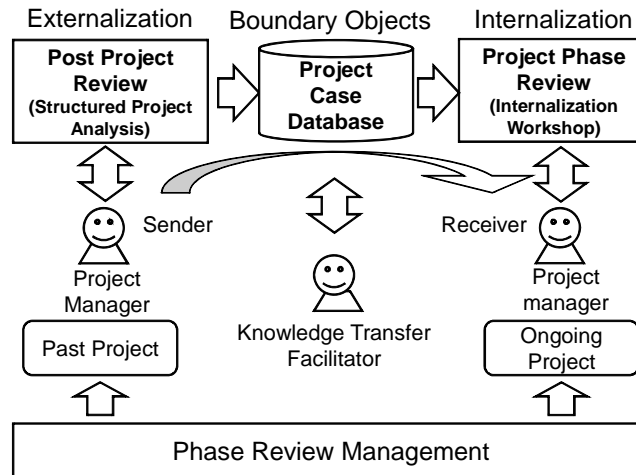 Externalization
Boundary Objects
Internalization
Post Project
Review
(Structured Project
Analysis)
Project
Case
Database
Project Phase
Review
(Internalization
Workshop)
Sender
Receiver
Project
Manager
Knowledge Transfer
Facilitator
Project
manager
Past Project
Ongoing
Project
Phase Review Management